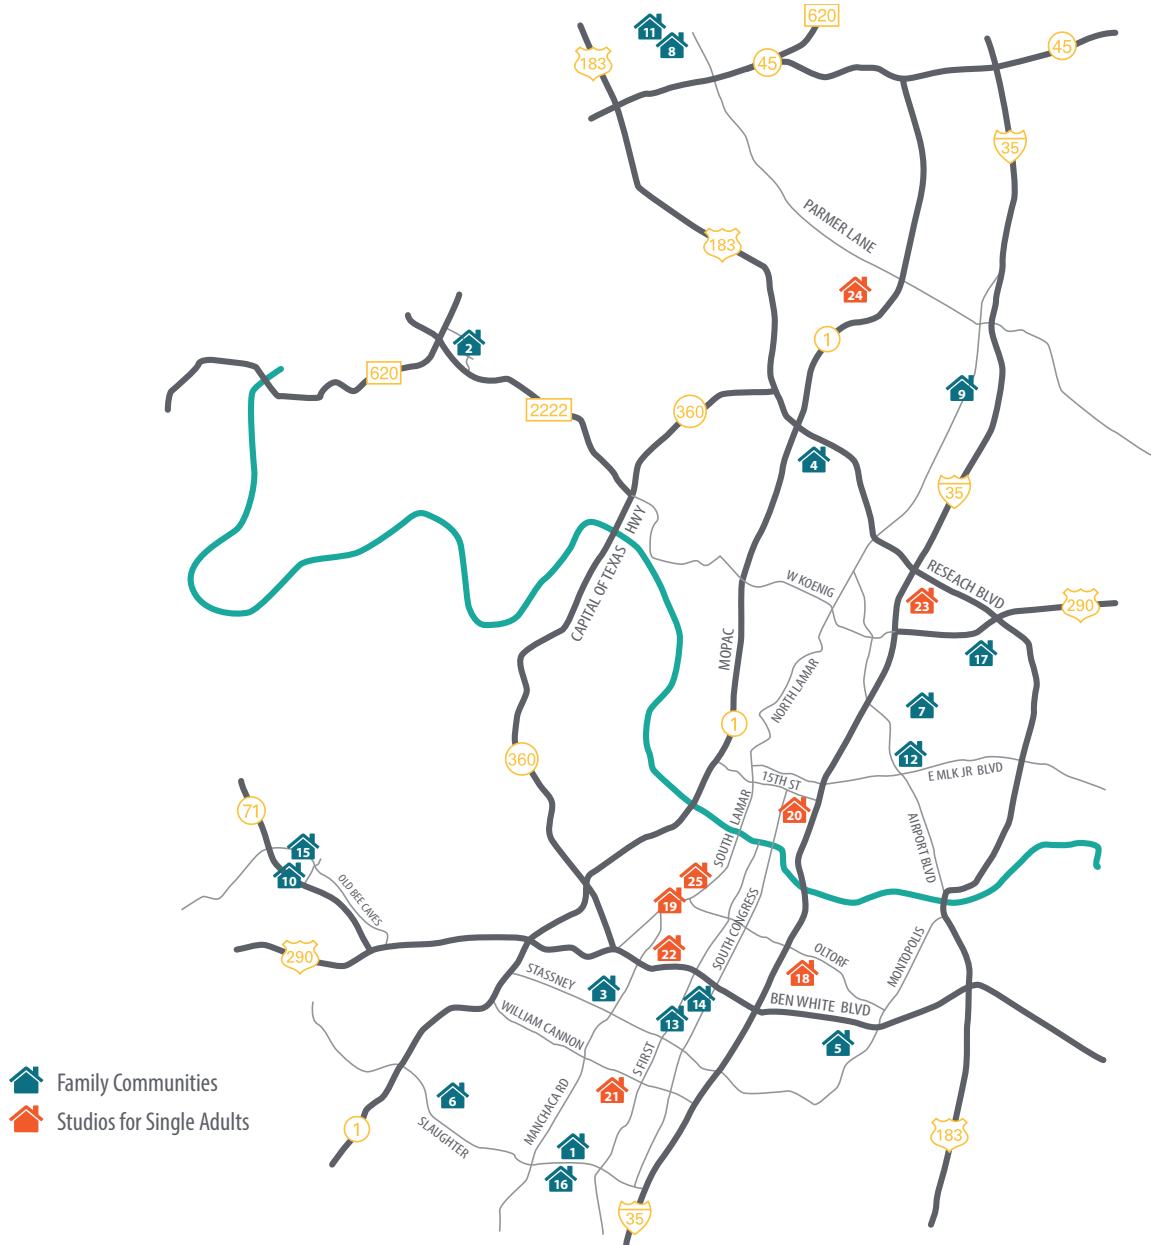 620
11
8
183
45
45
35
PARMER LANE
183
24
1
2
620
9
2222
360
4
35
CAPITAL OF TEXAS HWY
RESEACH BLVD
W KOENIG
23
290
MOPAC
17
NORTH LAMAR
7
1
12
360
E MLK JR BLVD
15TH ST
20
71
SOUTH LAMAR
AIRPORT BLVD
15
10
25
OLD BEE CAVES
19
SOUTH CONGRESS
22
290
OLTORF
MONTOPOLIS
STASSNEY
18
3
14
BEN WHITE BLVD
13
WILLIAM CANNON
5
S FIRST
Family Communities
21
6
MANCHACA RD
Studios for Single Adults
1
SLAUGHTER
183
1
16
35